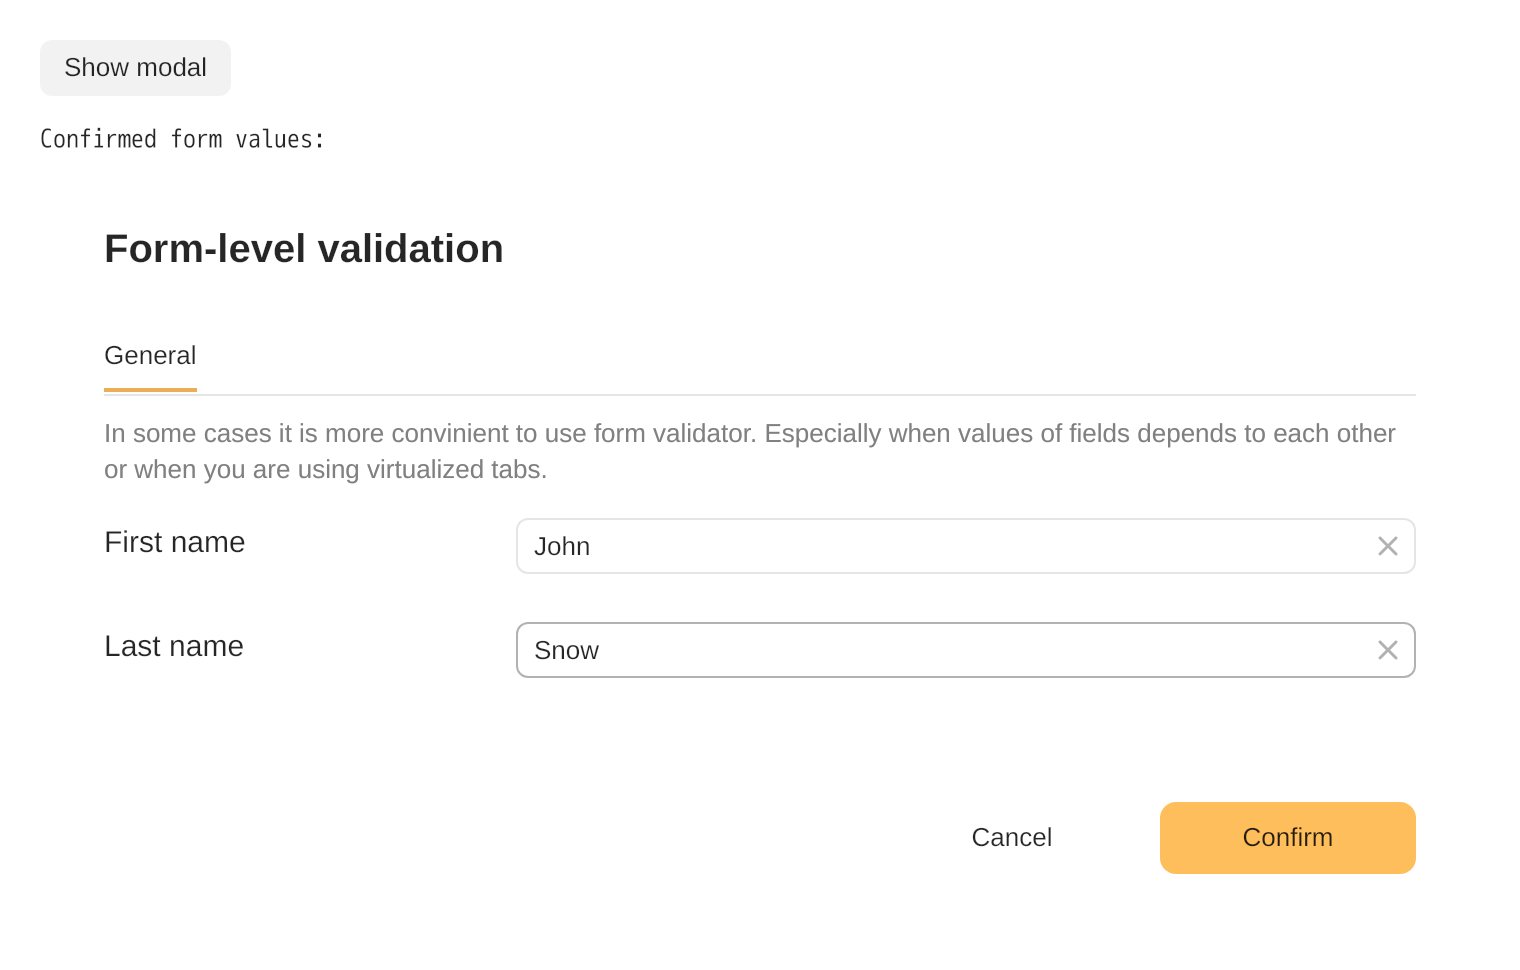 Show modal
Confirmed form values:
Form-level validation
General
In some cases it is more convinient to use form validator. Especially when values of fields depends to each other
or when you are using virtualized tabs.
First name
John
Last name
Snow
Cancel
Confirm